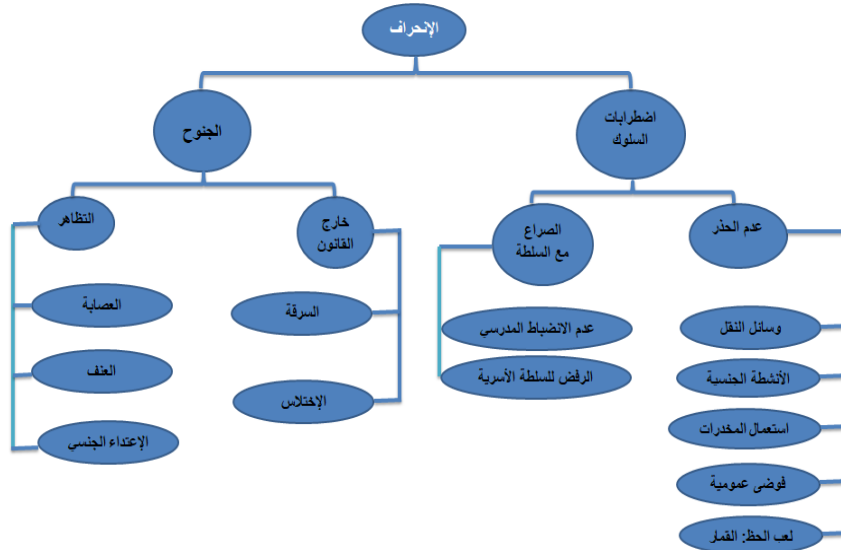 الإنحراف
اضطرابات
السلوك
الجنوح
عدم الحذر
الصراع
مع السلطة
خارج
القانون
التظاهر
وسائل النقل
الأنشطة الجنسية
استعمال المخدرات
فوضى عمومية
لعب الحظ: القمار
عدم الانضباط المدرسي
الرفض للسلطة الأسرية
السرقة
الإختلاس
العصابة
العنف
الإعتداء الجنسي